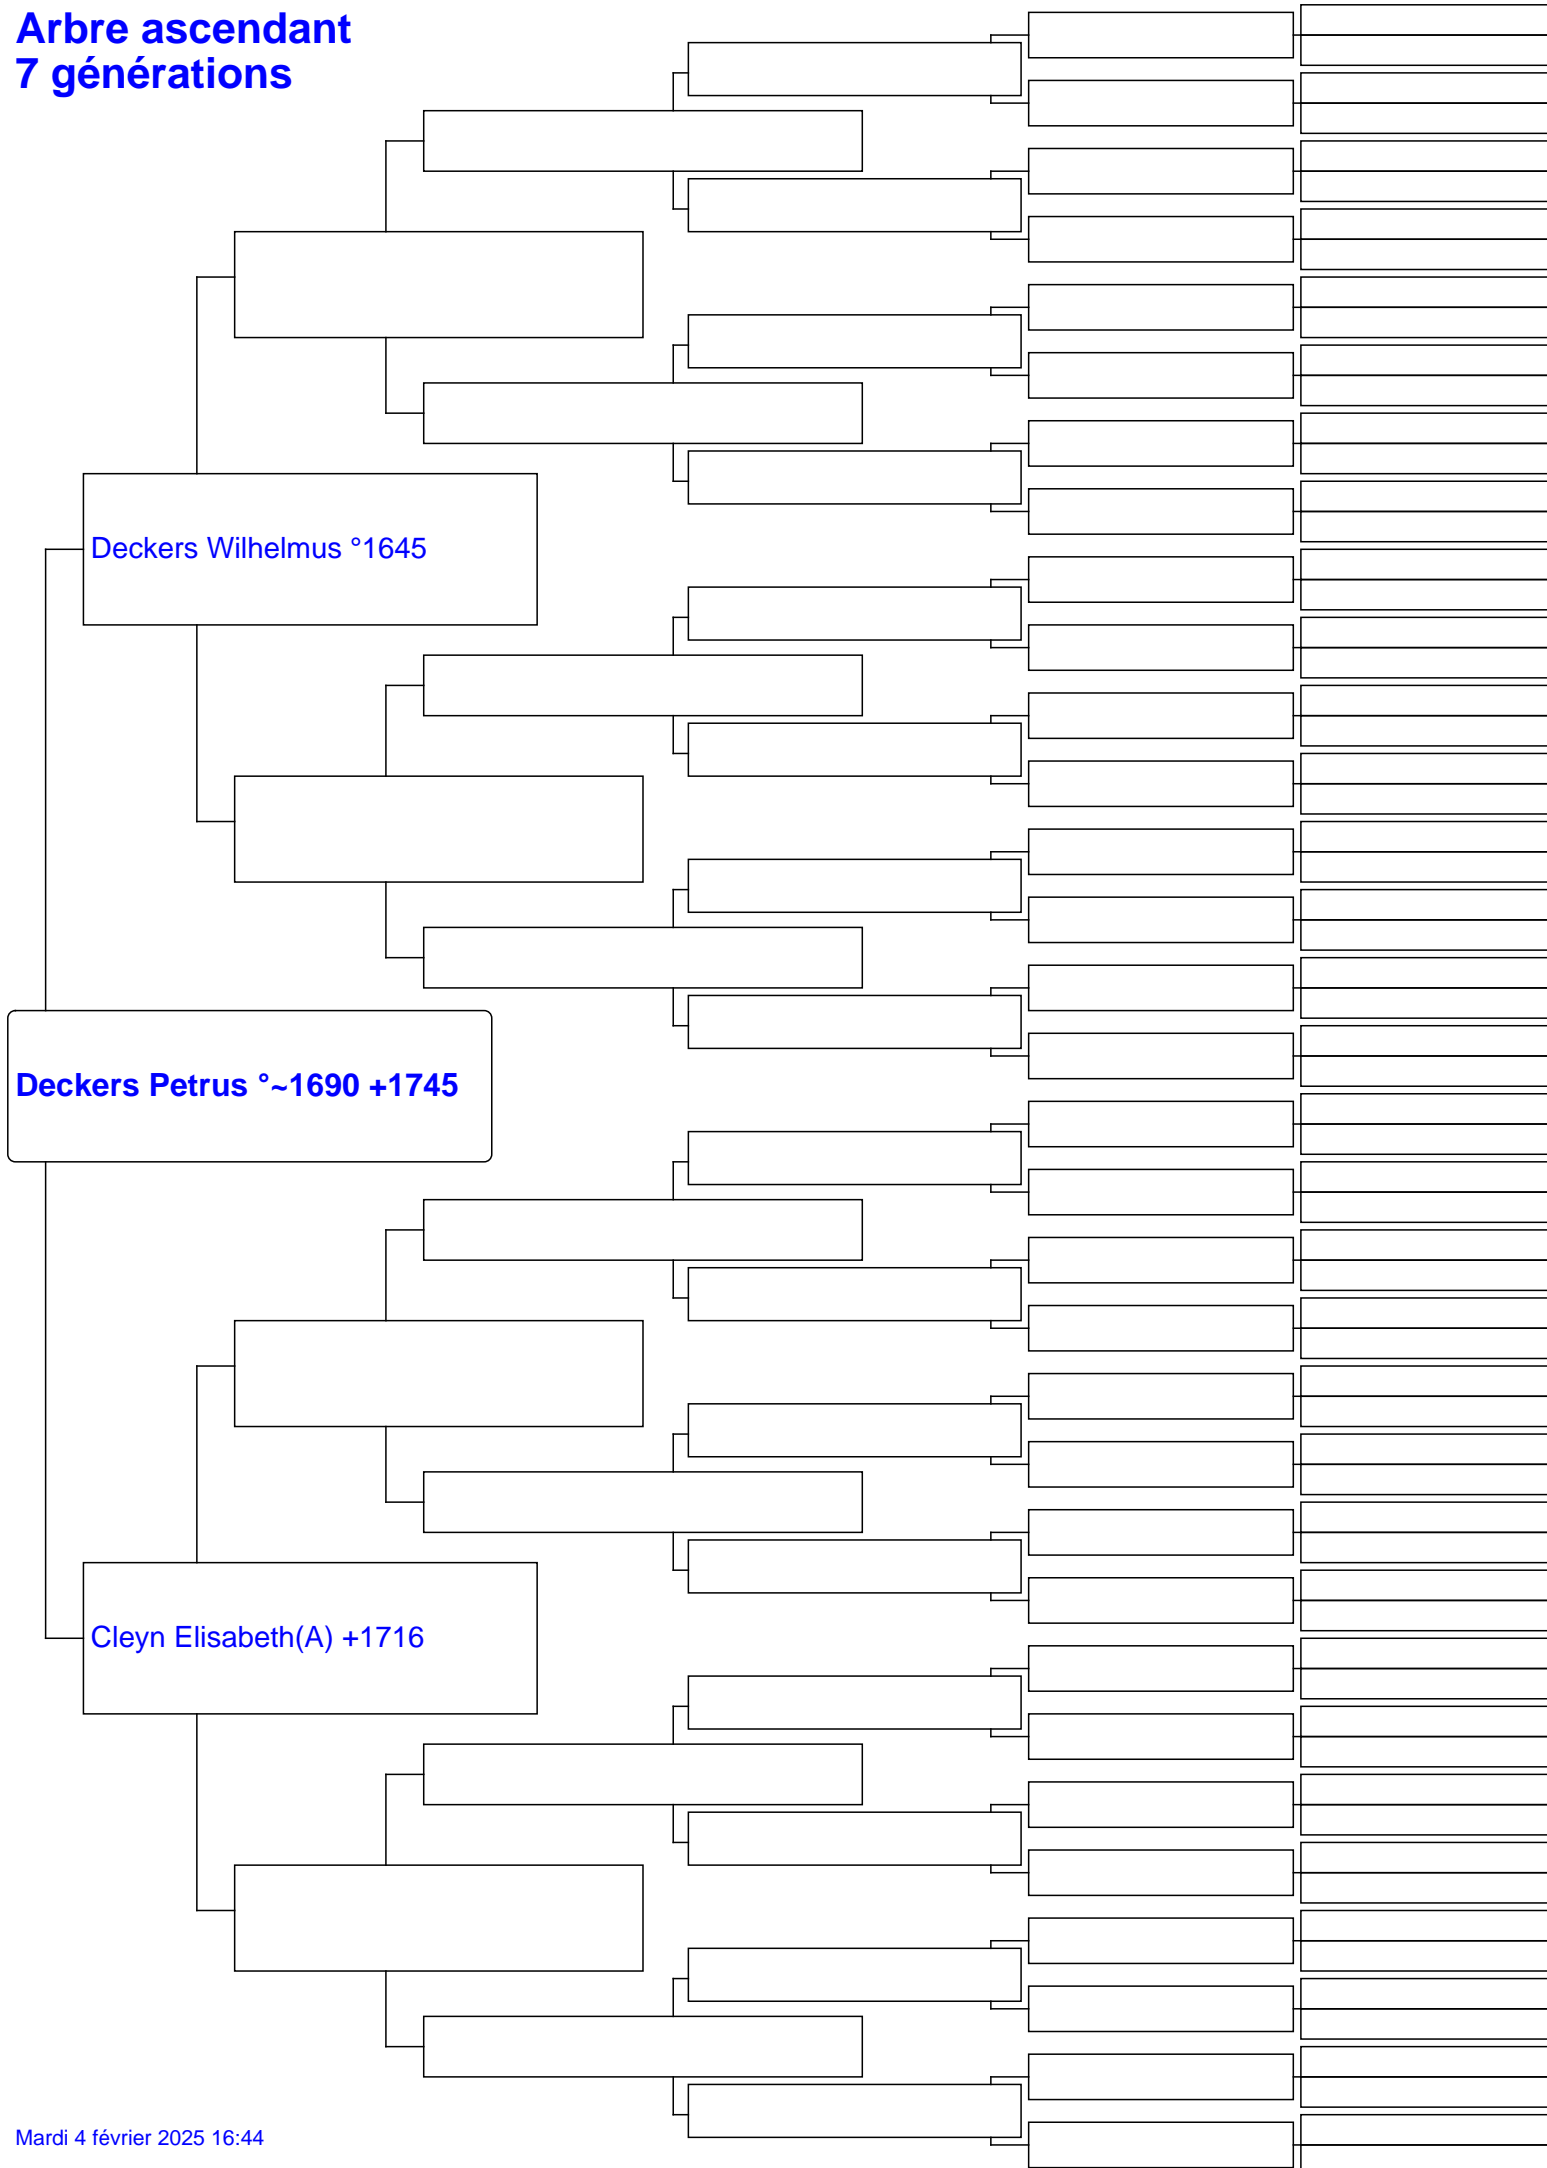 Arbre ascendant
7 générations
Deckers Wilhelmus °1645
Deckers Petrus °~1690 +1745
Cleyn Elisabeth(A) +1716
Mardi 4 février 2025 16:44